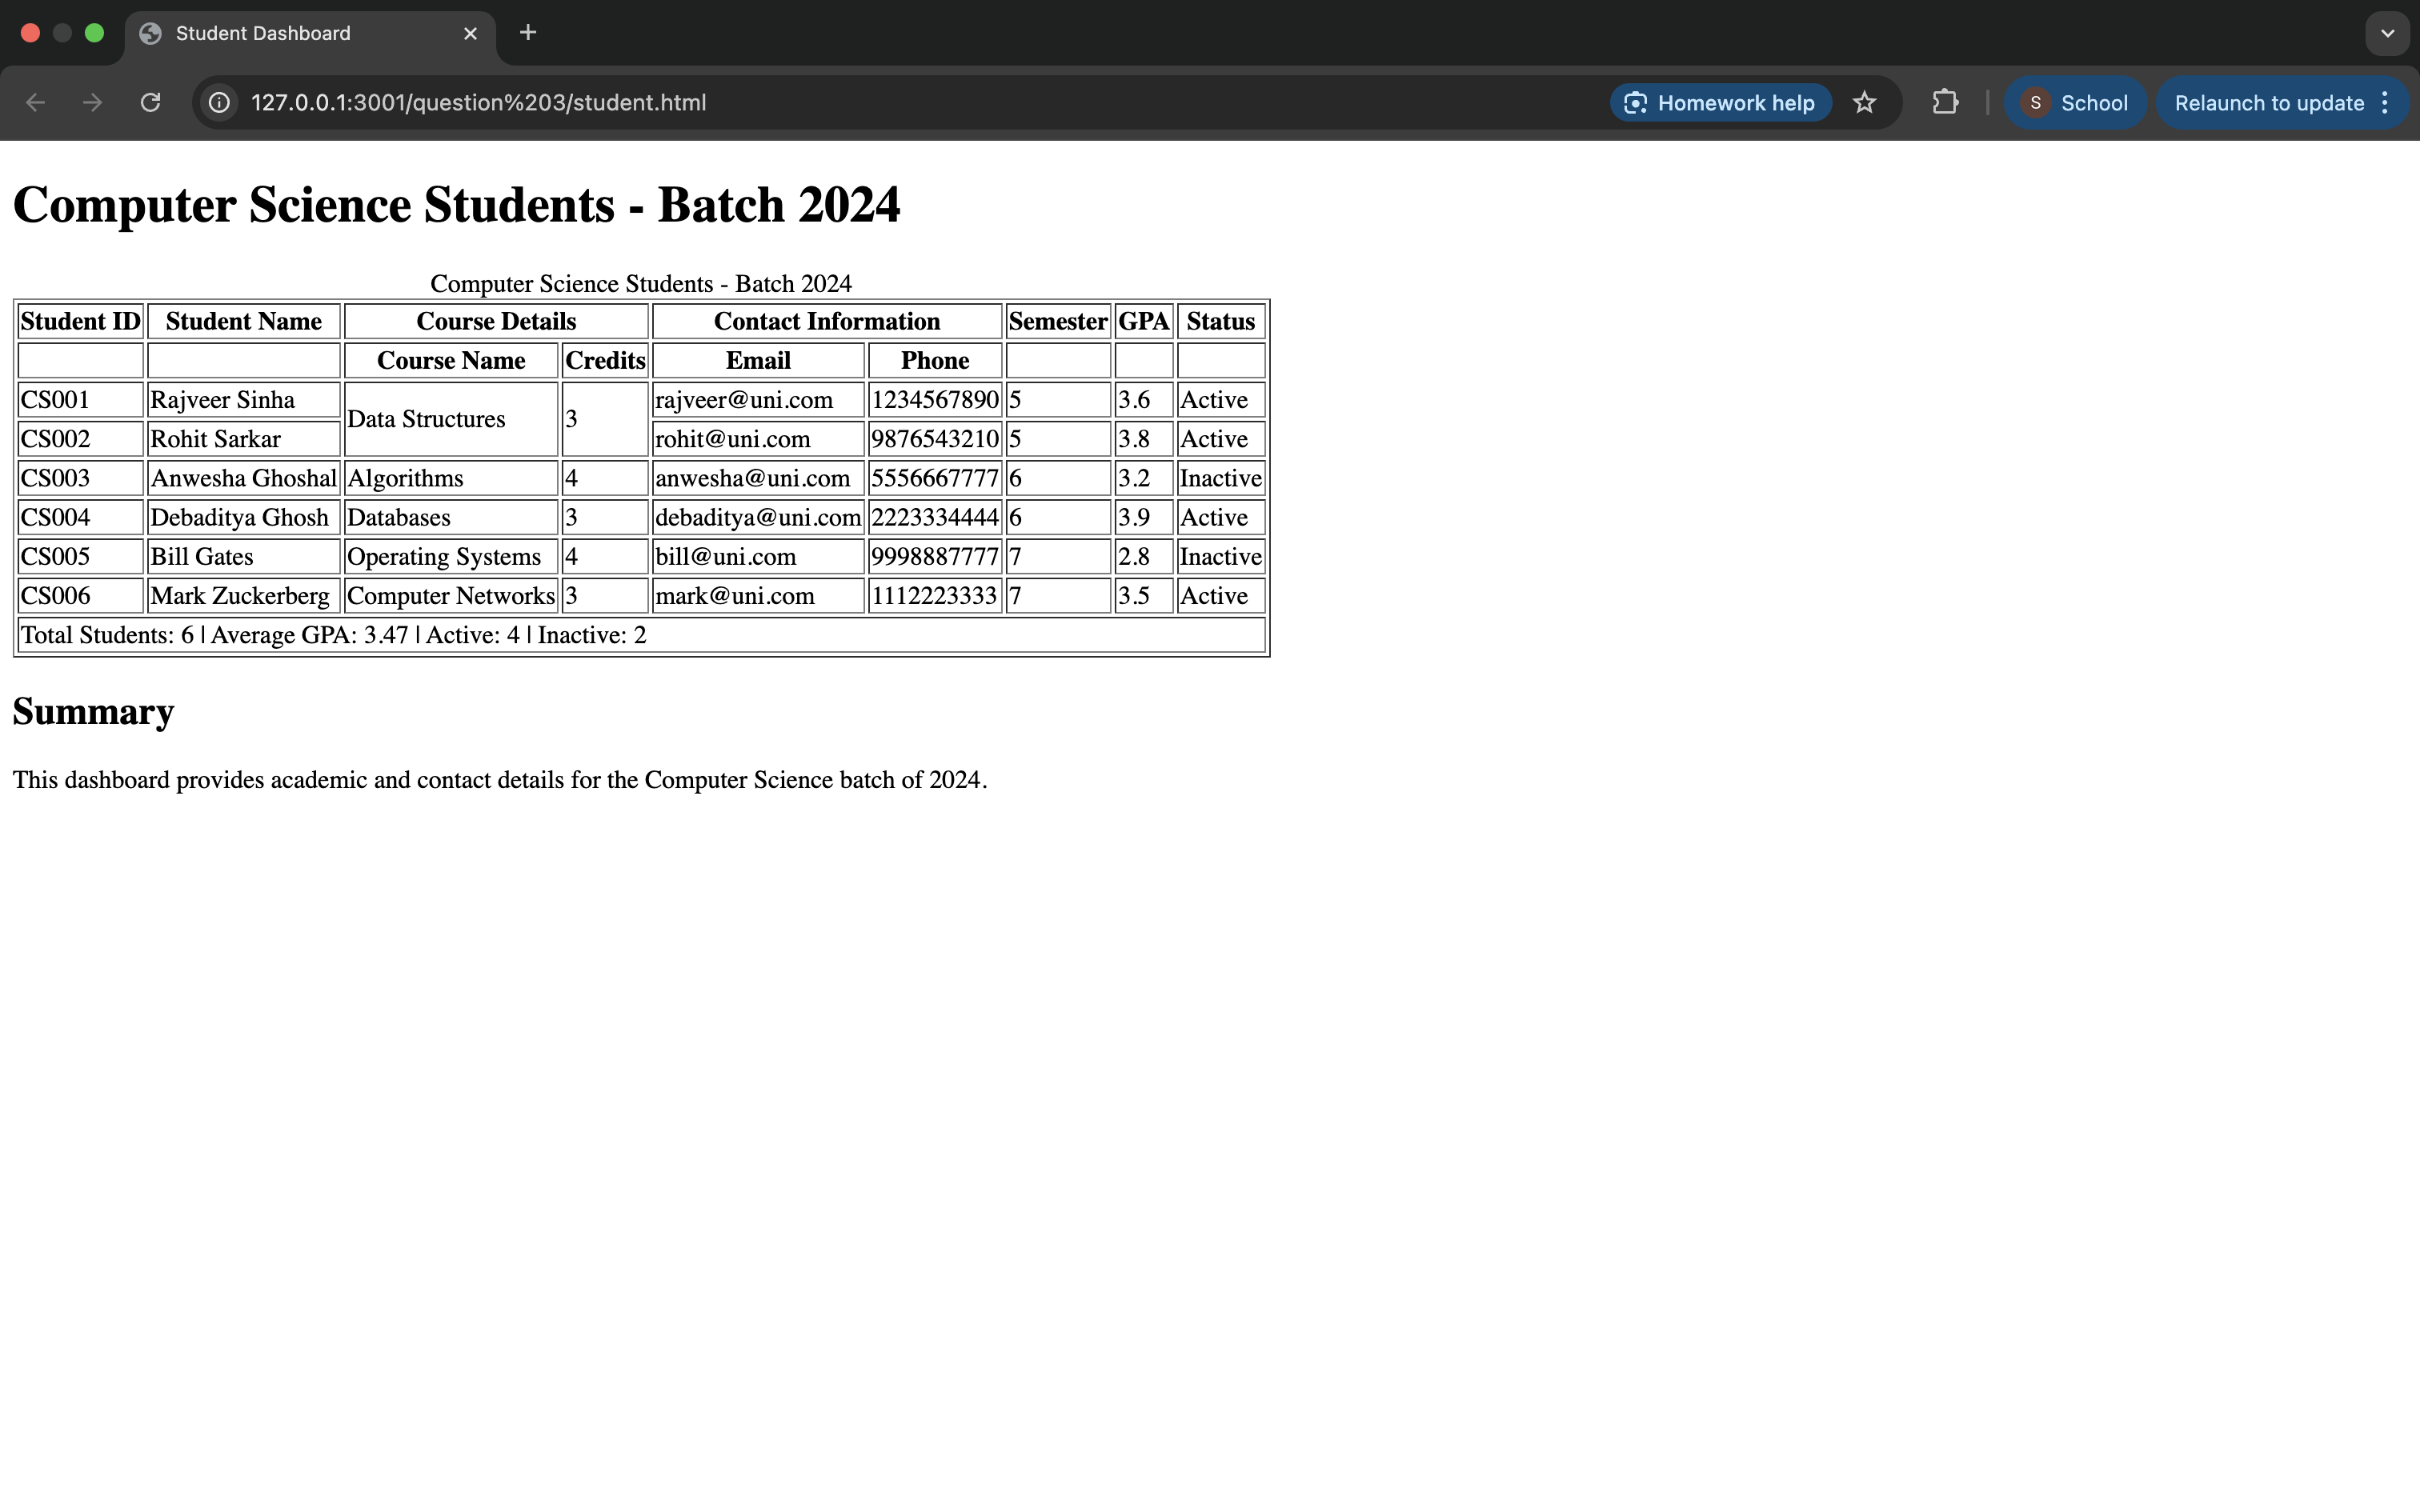 Student Dashboard
127.0.0.1:3001/question%203/student.html
Homework help
S School
Relaunch to update
Computer Science Students - Batch 2024
Computer Science Students - Batch 2024
Student ID Student Name Course Details Contact Information Semester GPA Status
Course Name Credits Email Phone
CS001 Rajveer Sinha Data Structures 3 rajveer@uni.com 1234567890 5 3.6 Active
CS002 Rohit Sarkar rohit@uni.com 9876543210 5 3.8 Active
CS003 Anwesha Ghoshal Algorithms 4 anwesha@uni.com 5556667777 6 3.2 Inactive
CS004 Debaditya Ghosh Databases 3 debaditya@uni.com 2223334444 6 3.9 Active
CS005 Bill Gates Operating Systems 4 bill@uni.com 9998887777 7 2.8 Inactive
CS006 Mark Zuckerberg Computer Networks 3 mark@uni.com 1112223333 7 3.5 Active
Total Students: 6 | Average GPA: 3.47 | Active: 4 | Inactive: 2
Summary
This dashboard provides academic and contact details for the Computer Science batch of 2024.